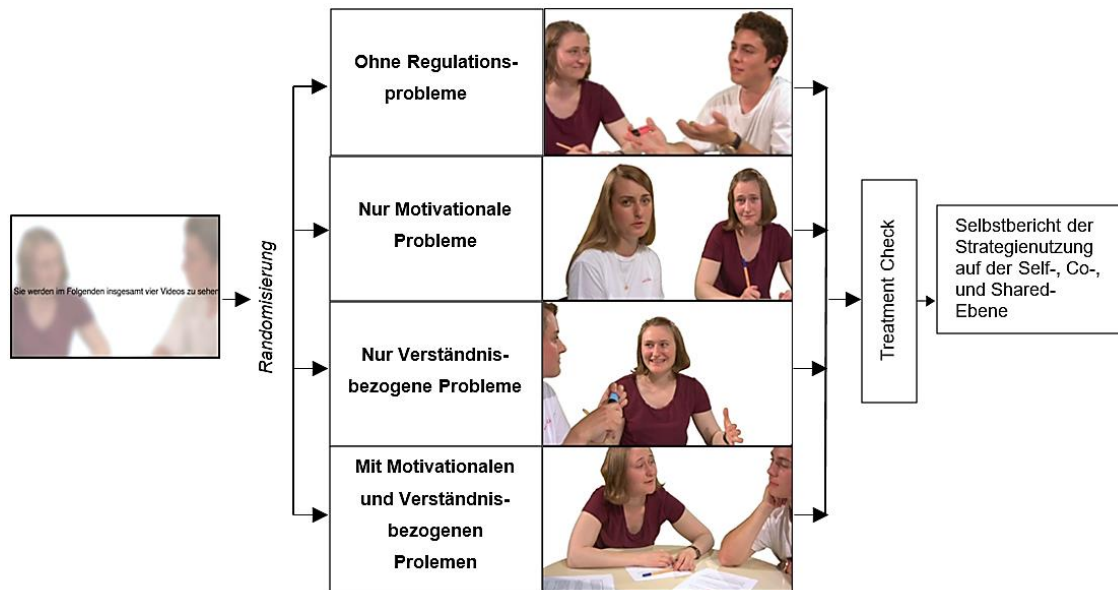 Sie werden im Folgenden insgesamt vier Videos zu sehen
Randomisierung
Ohne Regulations-
probleme
Nur Motivationale
Probleme
Nur Verständnis-
bezogene Probleme
Mit Motivationalen
und Verständnis-
bezogenen
Prolemen
Treatment Check
Selbstbericht der
Strategienutzung
auf der Self-, Co-,
und Shared-
Ebene